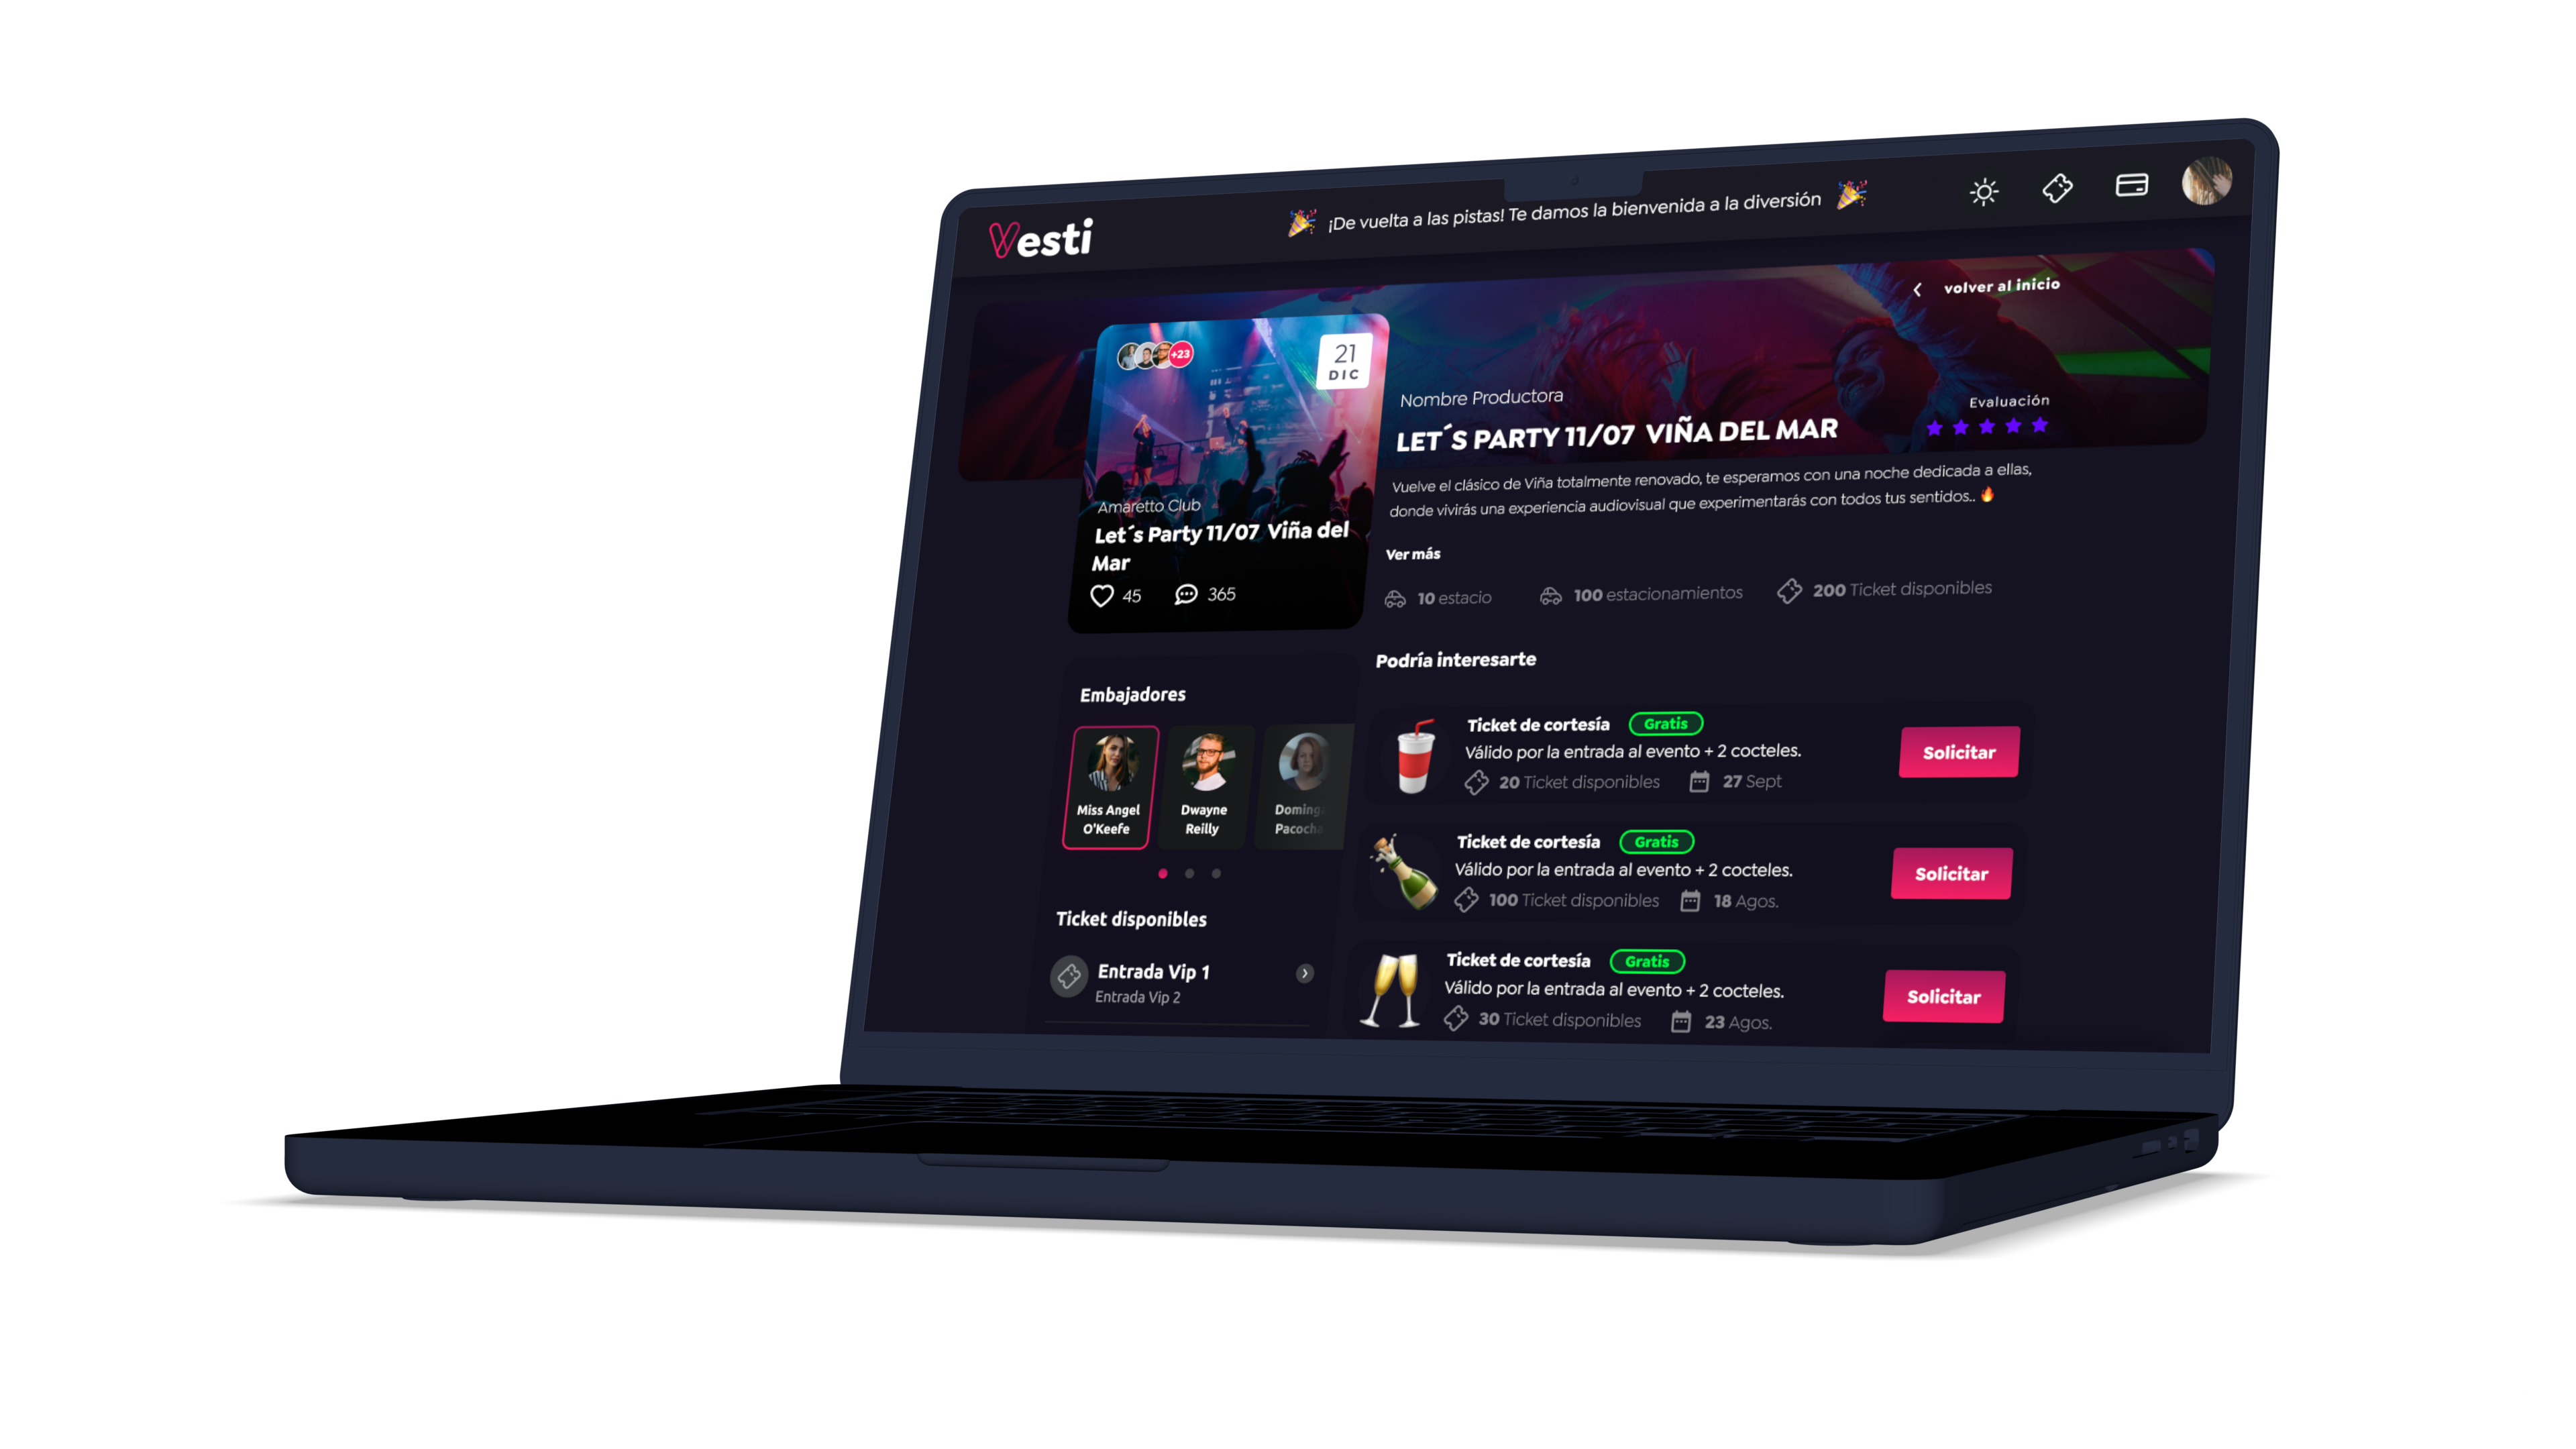 Vesti
¡De vuelta a las pistas! Te damos la bienvenida a la diversión
volver al inicio
+23
21
DIC
Amaretto Club
Let´s Party 11/07 Viña del
Mar
45
365
Nombre Productora
LET´S PARTY 11/07 VIÑA DEL MAR
Evaluación
Vuelve el clásico de Viña totalmente renovado, te esperamos con una noche dedicada a ellas,
donde vivirás una experiencia audiovisual que experimentarás con todos tus sentidos..
Ver más
10 estacio
100 estacionamientos
200 Ticket disponibles
Embajadores
Miss Angel
O'Keefe
Dwayne
Reilly
Doming
Pacoch
Ticket disponibles
Entrada Vip 1
Entrada Vip 2
Podría interesarte
Ticket de cortesía Gratis
Válido por la entrada al evento + 2 cocteles.
20 Ticket disponibles 27 Sept
Solicitar
Ticket de cortesía Gratis
Válido por la entrada al evento + 2 cocteles.
100 Ticket disponibles 18 Agos.
Solicitar
Ticket de cortesía Gratis
Válido por la entrada al evento + 2 cocteles.
30 Ticket disponibles 23 Agos.
Solicitar